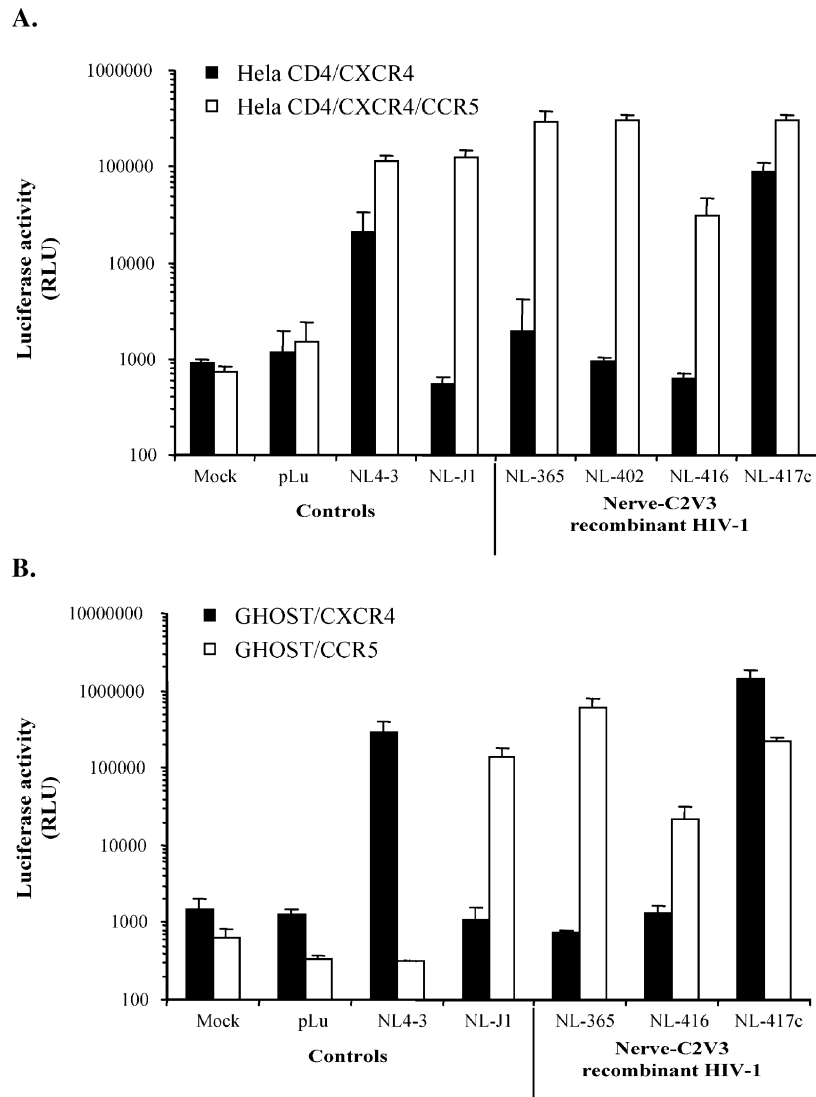 A.
Hela CD4/CXCR4
Hela CD4/CXCR4/CCR5
Luciferase activity
(RLU)
1000000
100000
10000
1000
100
Mock pLu NL4-3 NL-J1 NL-365 NL-402 NL-416 NL-417c
Controls
Nerve-C2V3
recombinant HIV-1
B.
GHOST/CXCR4
GHOST/CCR5
Luciferase activity
(RLU)
10000000
1000000
100000
10000
1000
100
Mock pLu NL4-3 NL-J1 NL-365 NL-416 NL-417c
Controls
Nerve-C2V3
recombinant HIV-1